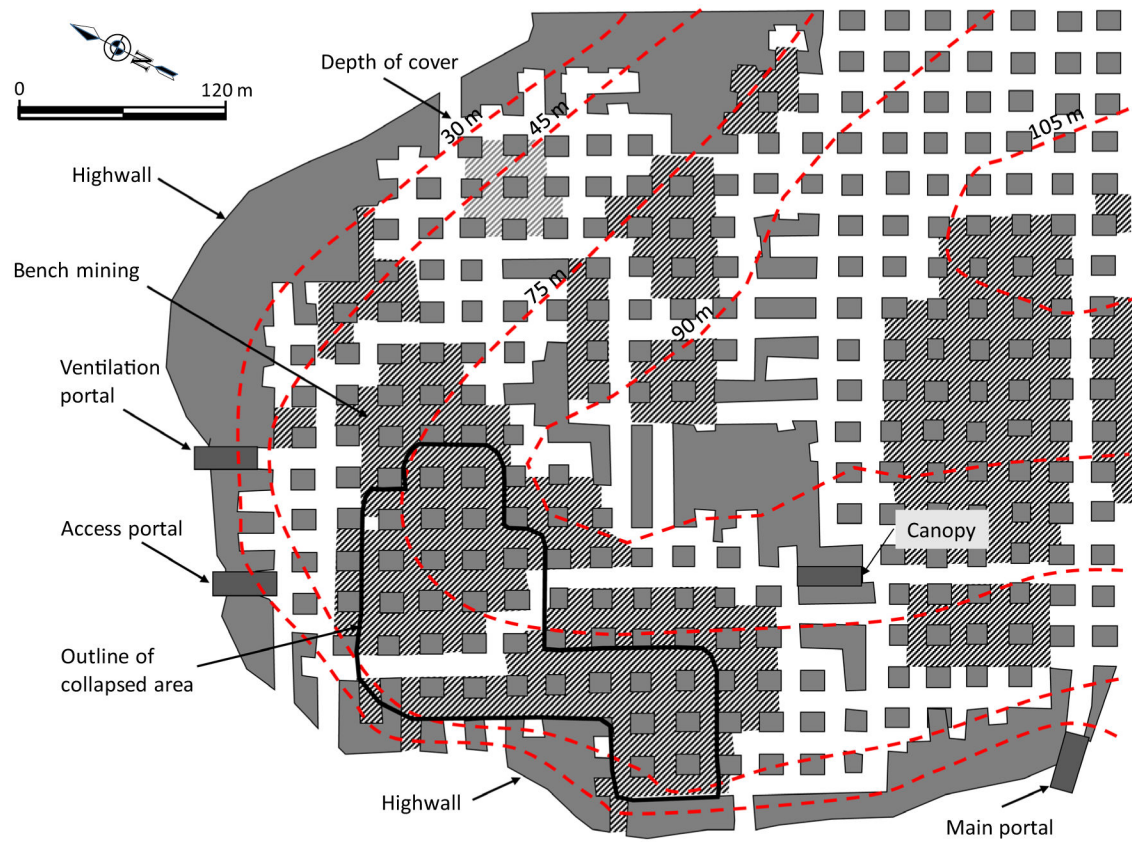 N
0
120 m
Depth of cover
30 m
45 m
105 m
Highwall
Bench mining
75 m
90 m
Ventilation
portal
Access portal
Canopy
Outline of
collapsed area
Highwall
Main portal